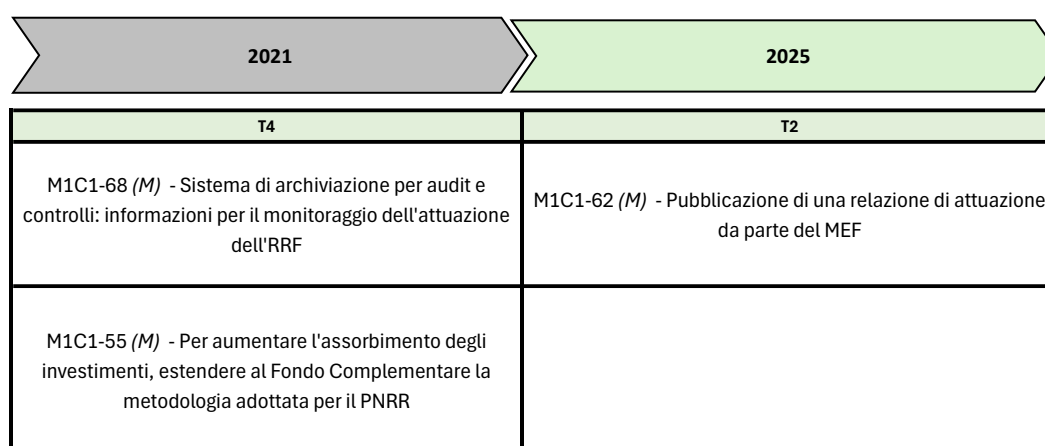 2021
2025
T4
T2
M1C1-68 (M) - Sistema di archiviazione per audit e
controlli: informazioni per il monitoraggio dell'attuazione
dell'RRF
M1C1-62 (M) - Pubblicazione di una relazione di attuazione
da parte del MEF
M1C1-55 (M) - Per aumentare l'assorbimento degli
investimenti, estendere al Fondo Complementare la
metodologia adottata per il PNRR